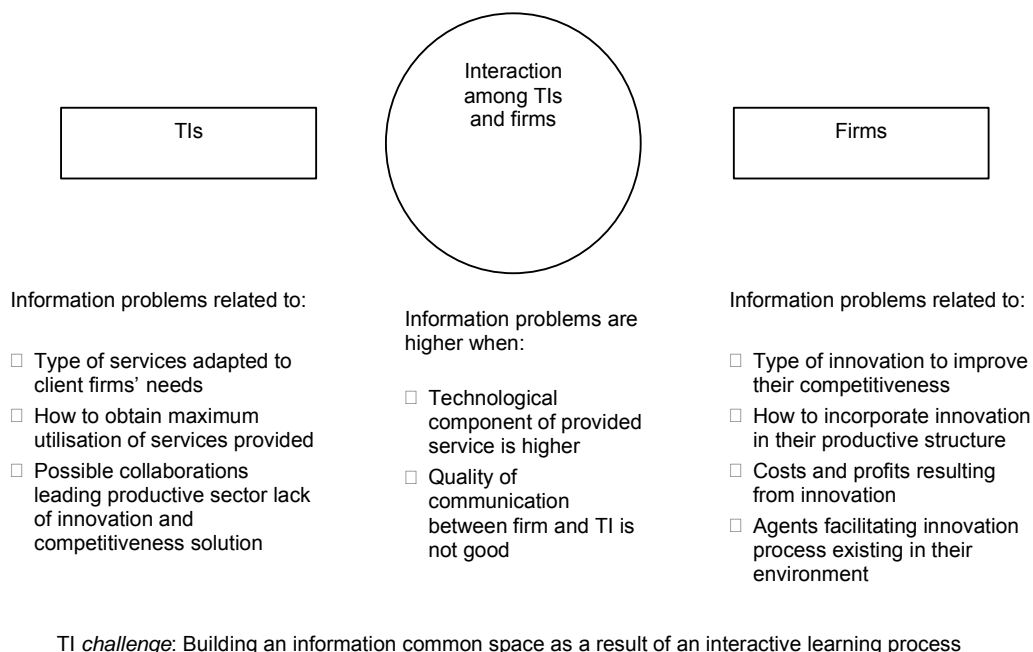 Interaction
among TIs
and firms
TIs
Firms
Information problems related to:
□ Type of services adapted to
client firms’ needs
□ How to obtain maximum
utilisation of services provided
□ Possible collaborations
leading productive sector lack
of innovation and
competitiveness solution
Information problems are
higher when:
□ Technological
component of provided
service is higher
□ Quality of
communication
between firm and TI is
not good
Information problems related to:
□ Type of innovation to improve
their competitiveness
□ How to incorporate innovation
in their productive structure
□ Costs and profits resulting
from innovation
□ Agents facilitating innovation
process existing in their
environment
TI challenge: Building an information common space as a result of an interactive learning process